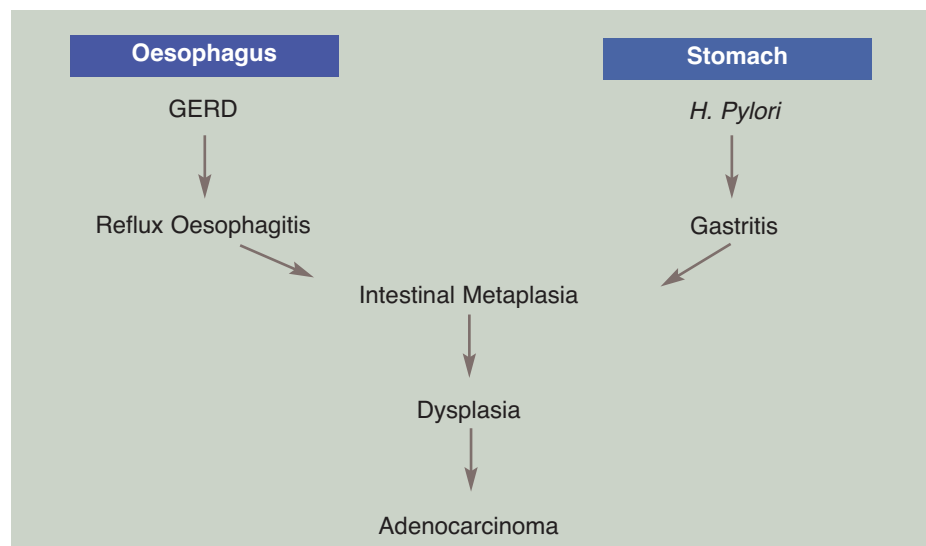 Oesophagus
Stomach
GERD
H. Pylori
Reflux Oesophagitis
Gastritis
Intestinal Metaplasia
Dysplasia
Adenocarcinoma